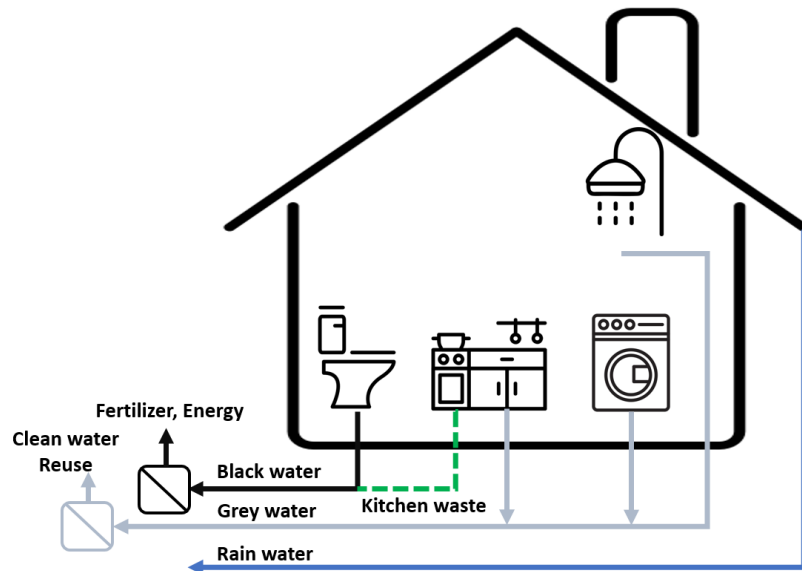 Fertilizer, Energy
Clean water
Reuse
Black water
Kitchen waste
Grey water
Rain water